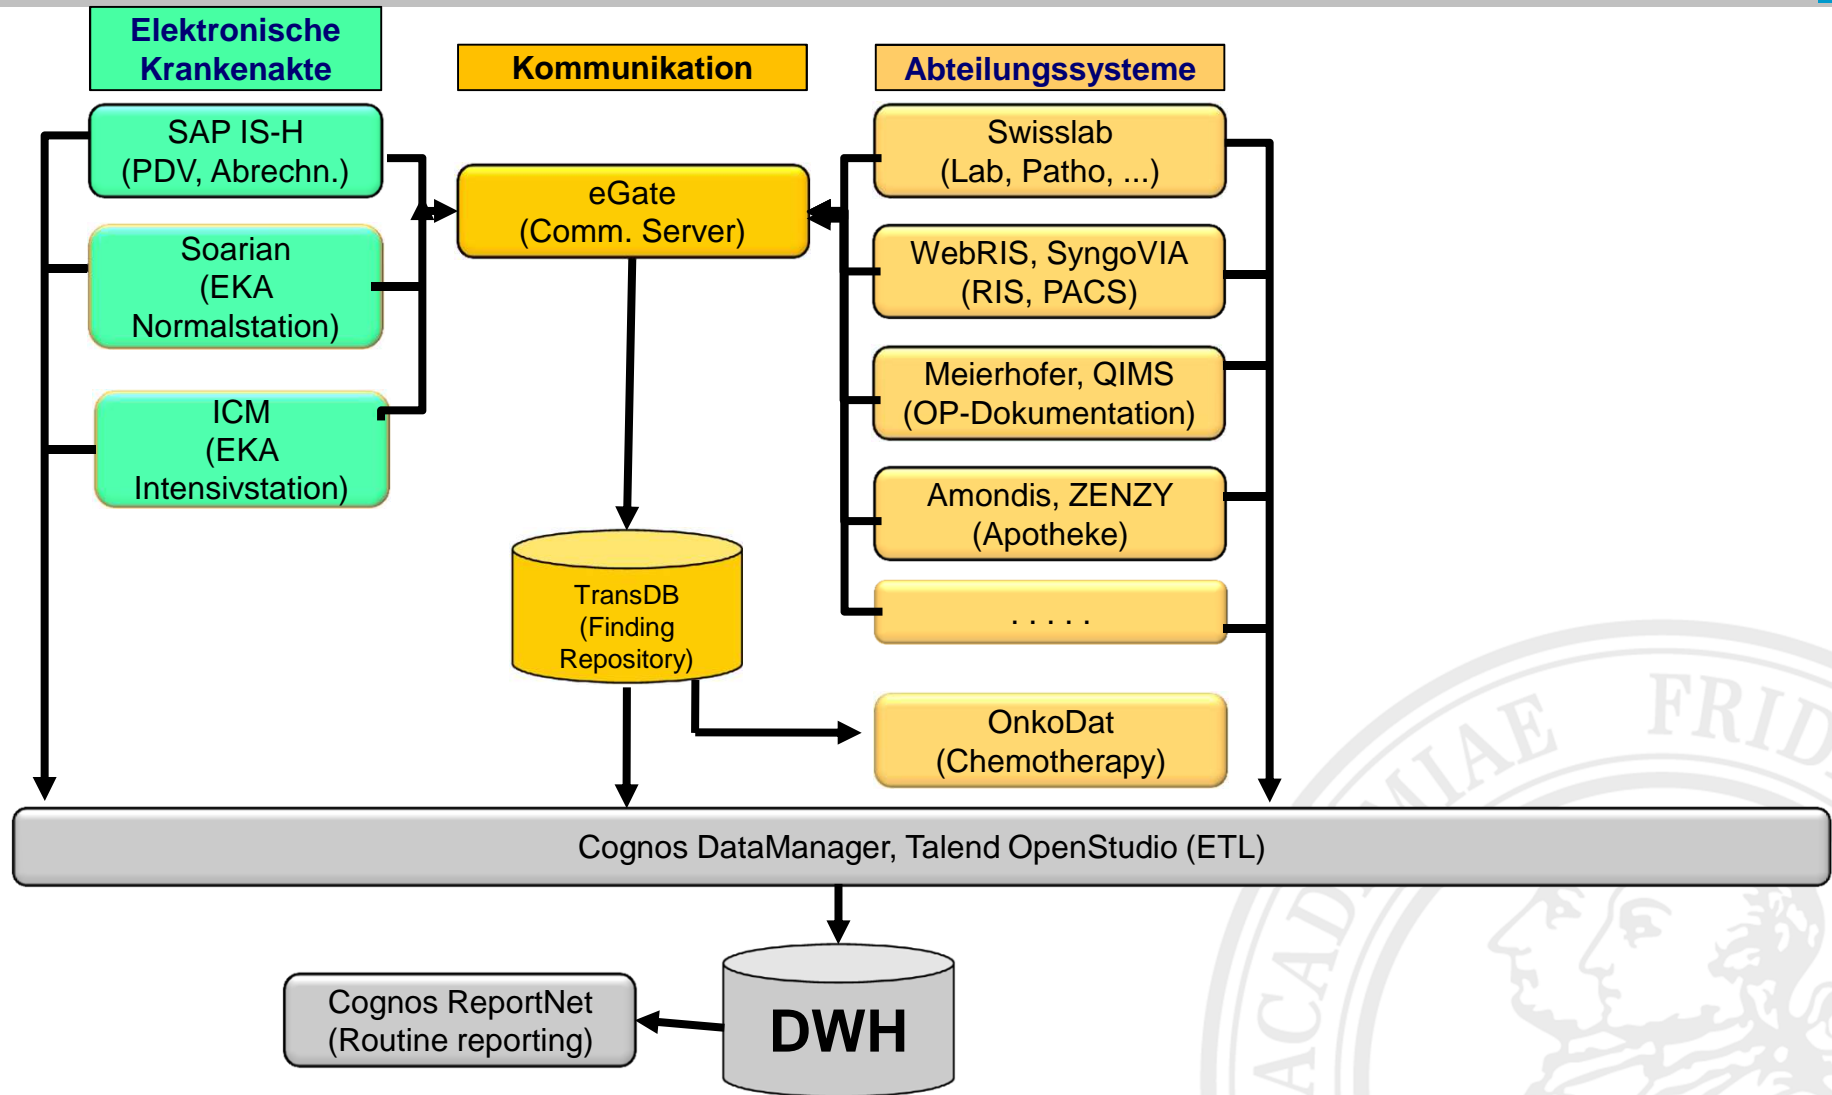 Elektronische
Krankenakte
Kommunikation
Abteilungssysteme
SAP IS-H
(PDV, Abrechn.)
Soarian
(EKA
Normalstation)
ICM
(EKA
Intensivstation)
eGate
(Comm. Server)
TransDB
(Finding
Repository)
Swisslab
(Lab, Patho, ...)
WebRIS, SyngoVIA
(RIS, PACS)
Meierhofer, QIMS
(OP-Dokumentation)
Amondis, ZENZY
(Apotheke)
. . . . .
OnkoDat
(Chemotherapy)
Cognos DataManager, Talend OpenStudio (ETL)
Cognos ReportNet
(Routine reporting)
DWH